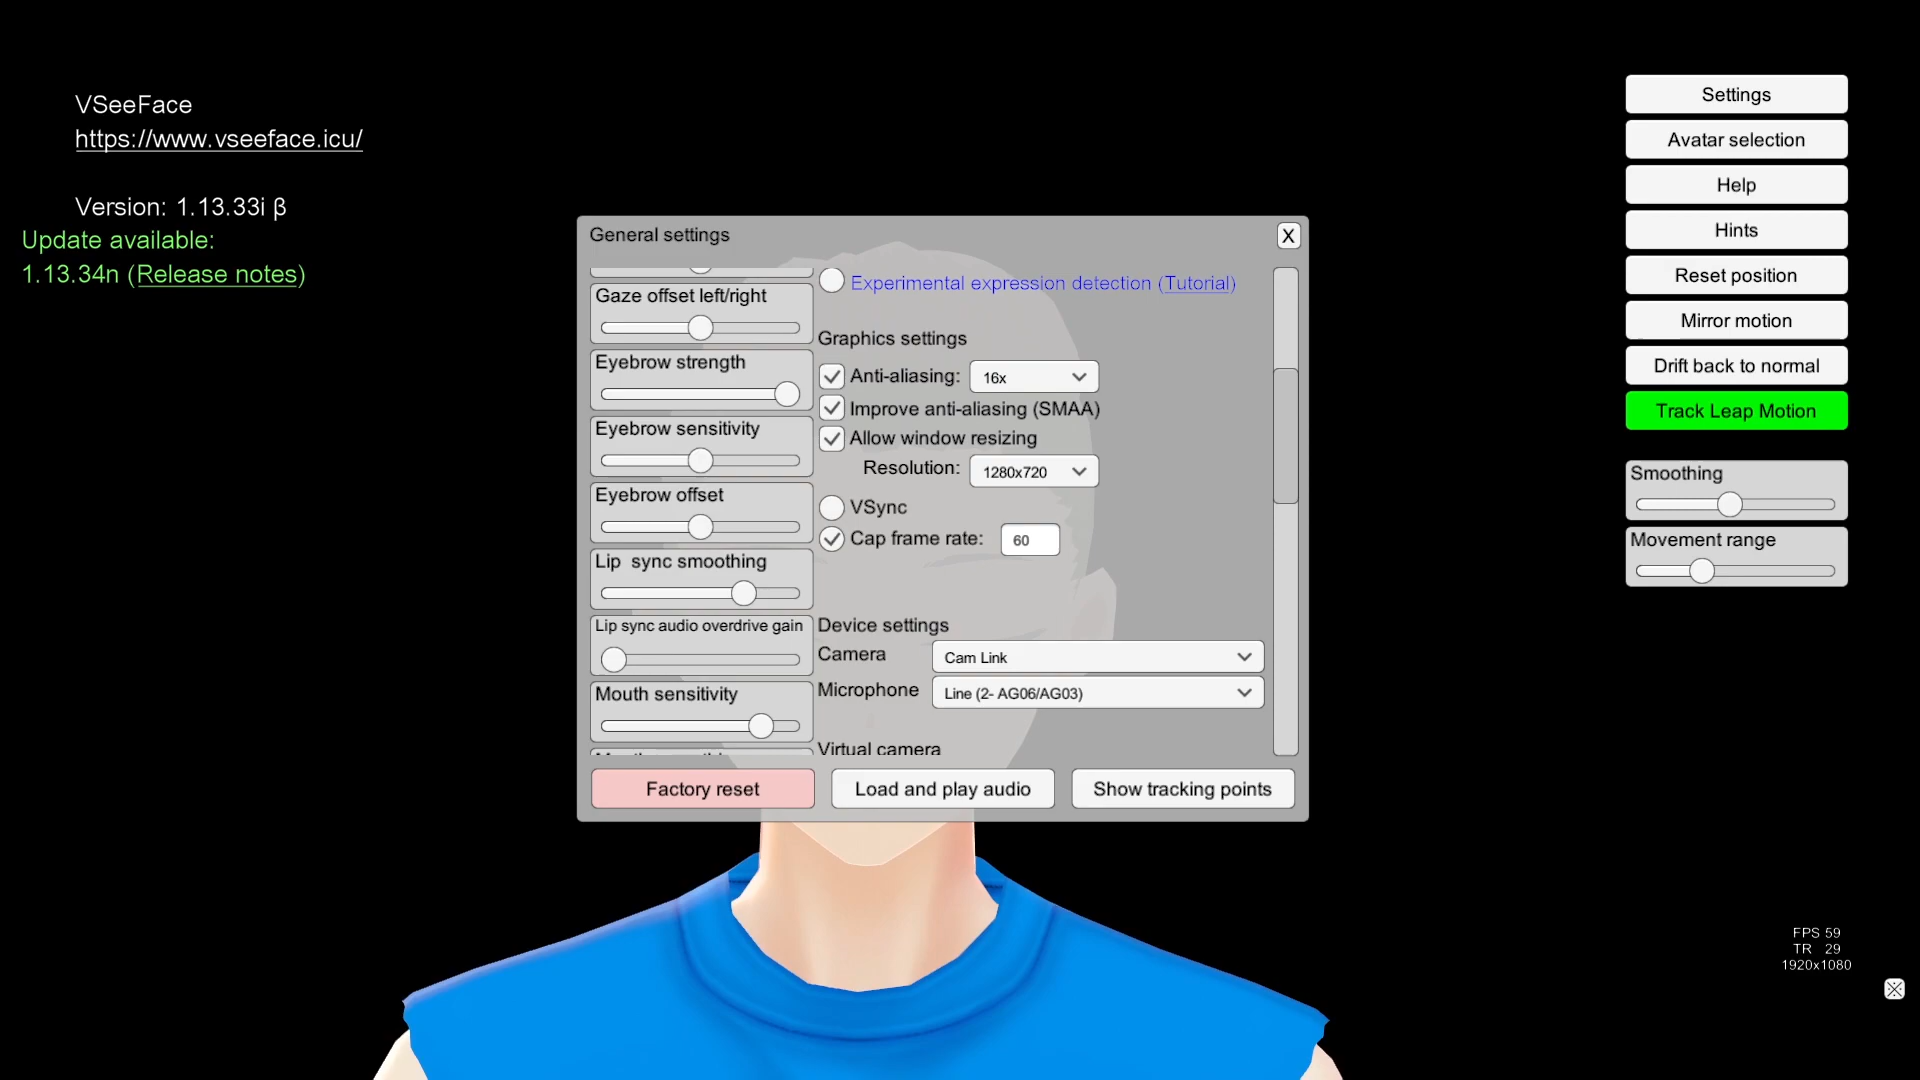 VSeeFace
https://www.vseeface.icu/
Version: 1.13.33i β
Update available:
1.13.34n (Release notes)
General settings
X
Gaze offset left/right
Eyebrow strength
Eyebrow sensitivity
Eyebrow offset
Lip sync smoothing
Lip sync audio overdrive gain
Mouth sensitivity
Experimental expression detection (Tutorial)
Graphics settings
Anti-aliasing: 16x
Improve anti-aliasing (SMAA)
Allow window resizing
Resolution: 1280x720
VSync
Cap frame rate: 60
Device settings
Camera Cam Link
Microphone Line (2- AG06/AG03)
Virtual camera
Factory reset
Load and play audio
Show tracking points
Settings
Avatar selection
Help
Hints
Reset position
Mirror motion
Drift back to normal
Track Leap Motion
Smoothing
Movement range
FPS 59
TR 29
1920x1080